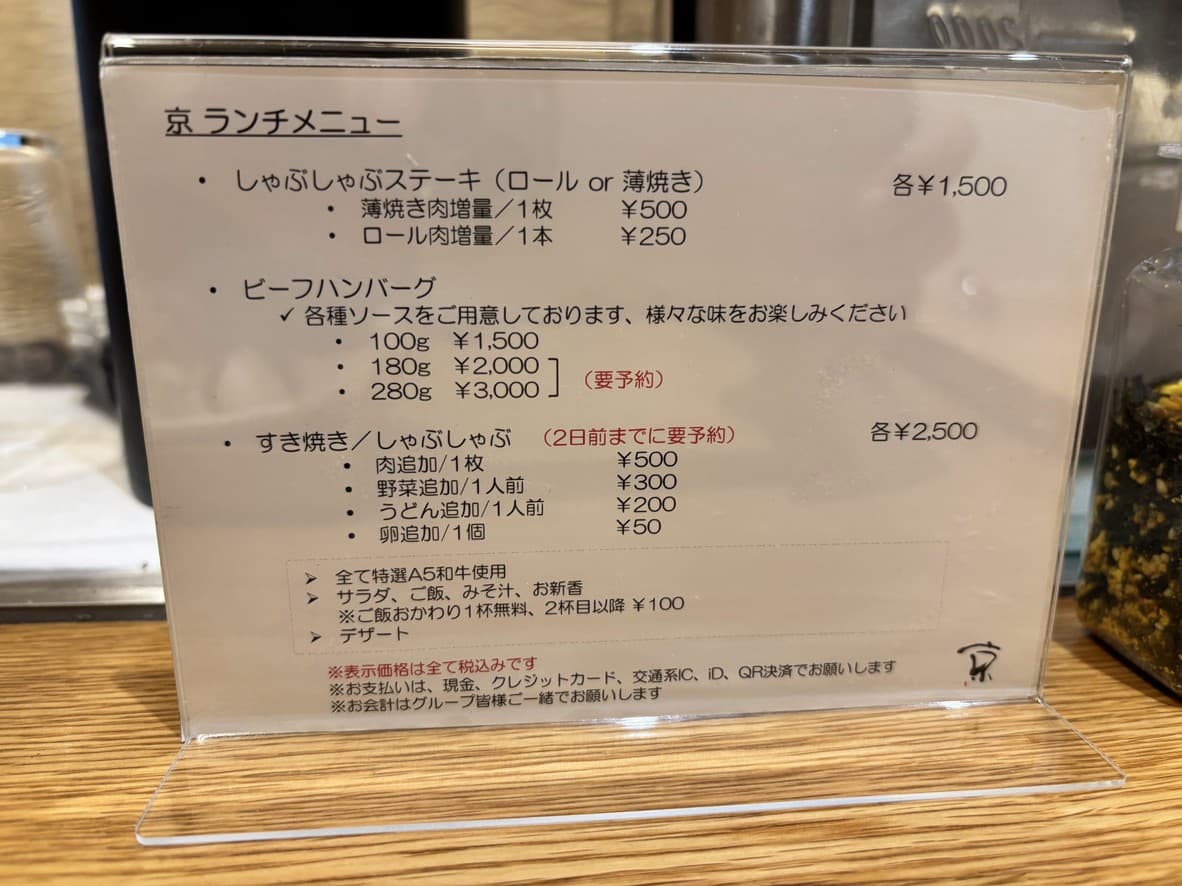 京 ランチメニュー
・ しゃぶしゃぶステーキ（ロール or 薄焼き） 各￥1,500
・ 薄焼き肉増量／1枚 ￥500
・ ロール肉増量／1本 ￥250
・ ビーフハンバーグ
✓ 各種ソースをご用意しております、様々な味をお楽しみください
・ 100g ￥1,500
・ 180g ￥2,000
・ 280g ￥3,000 （要予約）
・ すき焼き／しゃぶしゃぶ （2日前までに要予約） 各￥2,500
・ 肉追加/1枚 ￥500
・ 野菜追加/1人前 ￥300
・ うどん追加/1人前 ￥200
・ 卵追加/1個 ￥50
➢ 全て特選A5和牛使用
➢ サラダ、ご飯、みそ汁、お新香
※ご飯おかわり1杯無料、2杯目以降 ￥100
➢ デザート
※表示価格は全て税込みです
※お支払いは、現金、クレジットカード、交通系IC、iD、QR決済でお願いします
※お会計はグループ皆様ご一緒でお願いします
京